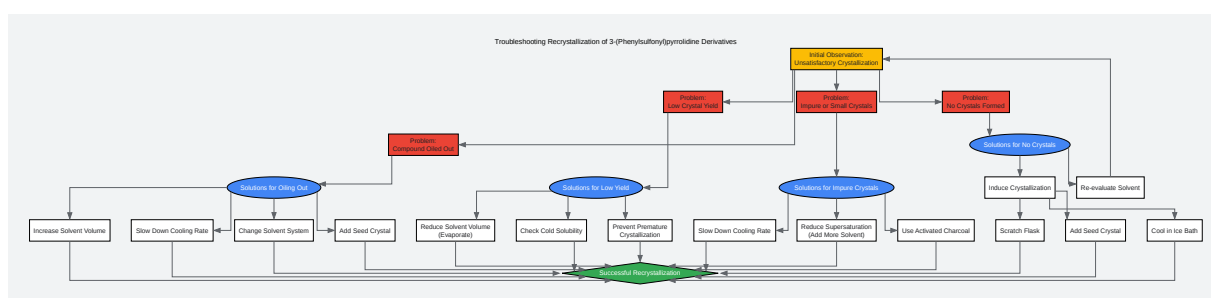 Troubleshooting Recrystallization of 3-(Phenylsulfonyl)pyrrolidine Derivatives
Initial Observation:
Unsatisfactory Crystallization
Problem:
Low Crystal Yield
Problem:
Impure or Small Crystals
Problem:
No Crystals Formed
Problem:
Compound Oiled Out
Solutions for No Crystals
Solutions for Oiling Out
Solutions for Low Yield
Solutions for Impure Crystals
Induce Crystallization
Re-evaluate Solvent
Increase Solvent Volume
Slow Down Cooling Rate
Change Solvent System
Add Seed Crystal
Reduce Solvent Volume
(Evaporate)
Check Cold Solubility
Prevent Premature
Crystallization
Slow Down Cooling Rate
Reduce Supersaturation
(Add More Solvent)
Use Activated Charcoal
Scratch Flask
Add Seed Crystal
Cool in Ice Bath
Successful Recrystallization